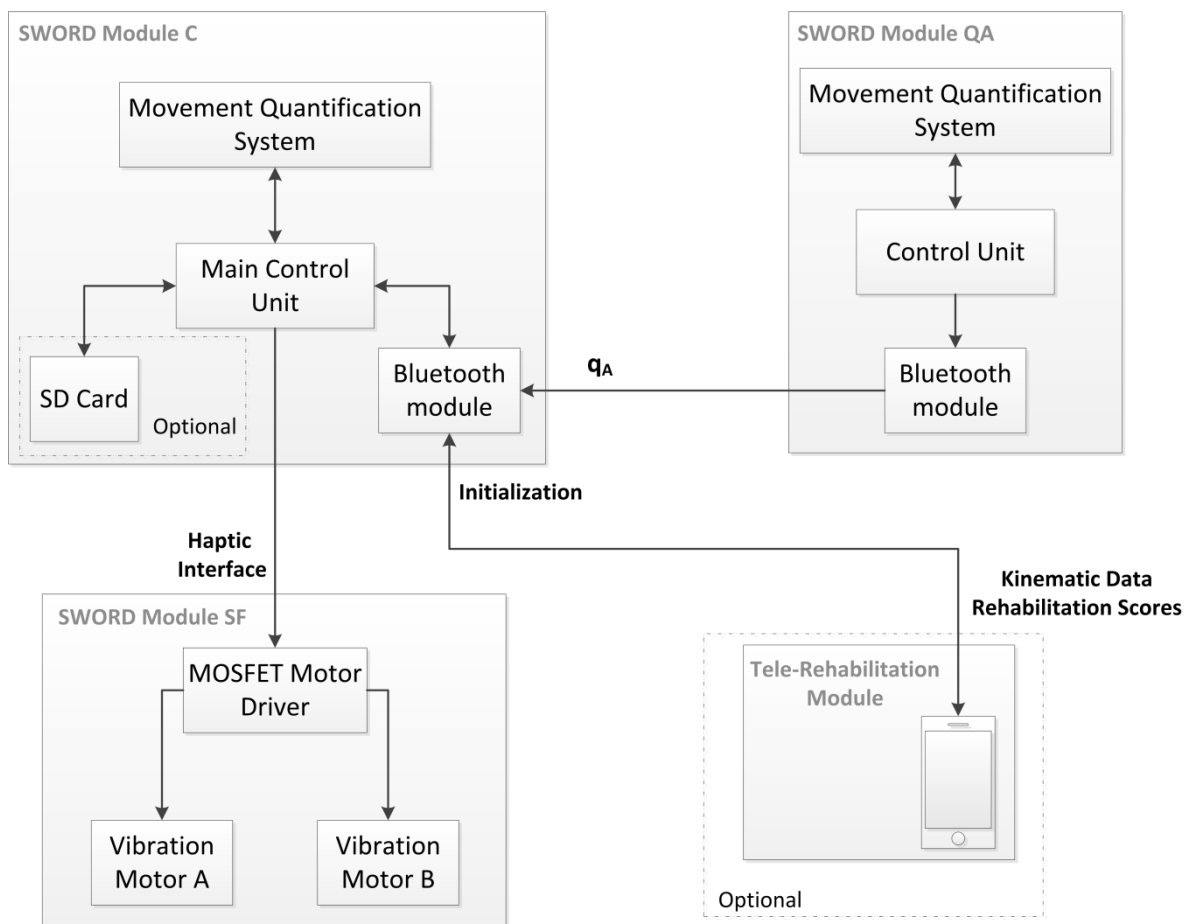 SWORD Module C
Movement Quantification
System
Main Control
Unit
SD Card
Optional
Bluetooth
module
SWORD Module QA
Movement Quantification
System
Control Unit
Bluetooth
module
qA
Initialization
Haptic
Interface
Kinematic Data
Rehabilitation Scores
SWORD Module SF
MOSFET Motor
Driver
Vibration
Motor A
Vibration
Motor B
Tele-Rehabilitation
Module
Optional